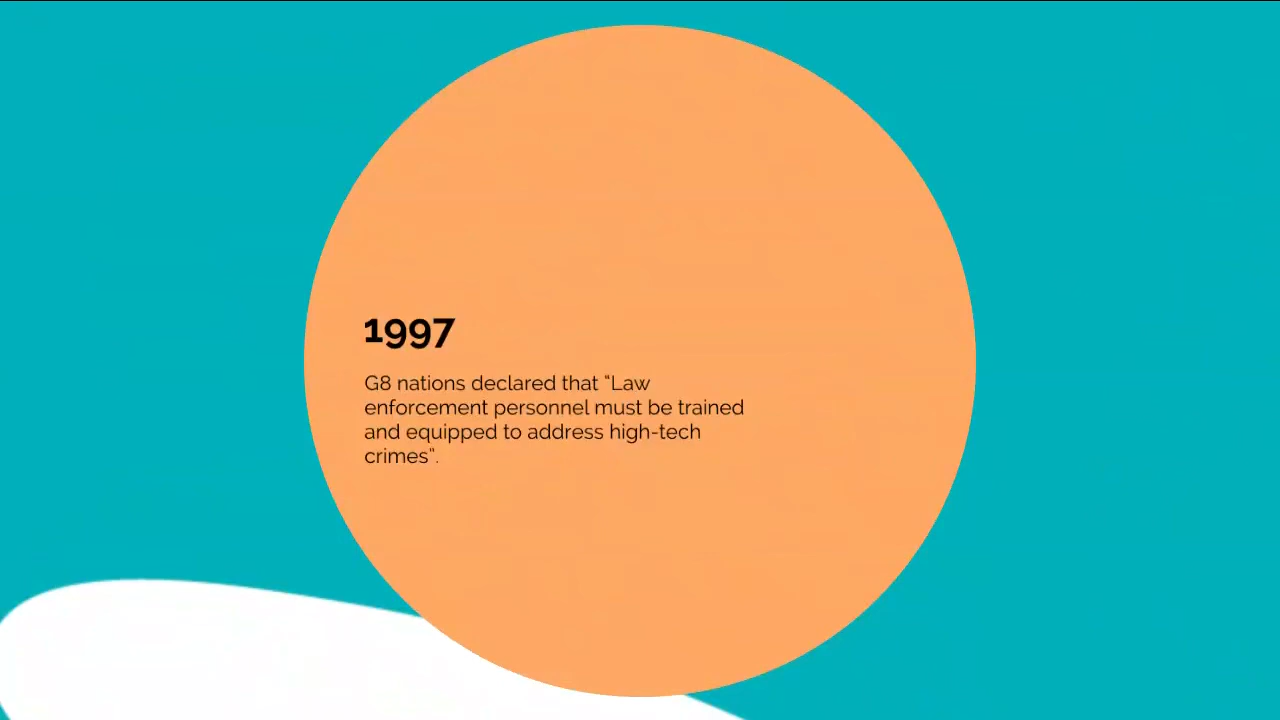 1997
G8 nations declared that “Law
enforcement personnel must be trained
and equipped to address high-tech
crimes”.